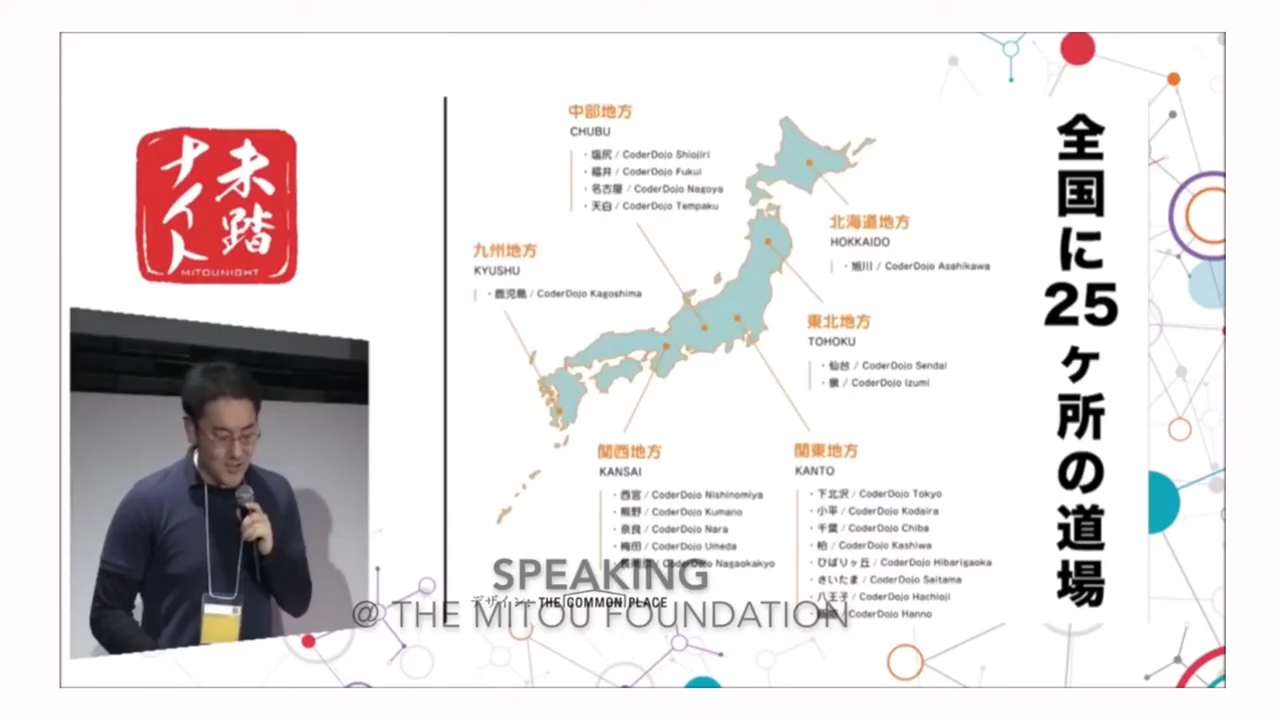 未踏
ナイト
MITOUNIGHT
全国に25ヶ所の道場
中部地方
CHUBU
・塩尻 / CoderDojo Shiojiri
・福井 / CoderDojo Fukui
・名古屋 / CoderDojo Nagoya
・天白 / CoderDojo Tempaku
北海道地方
HOKKAIDO
・旭川 / CoderDojo Asahikawa
九州地方
KYUSHU
・鹿児島 / CoderDojo Kagoshima
東北地方
TOHOKU
・仙台 / CoderDojo Sendai
・泉 / CoderDojo Izumi
関西地方
KANSAI
・西宮 / CoderDojo Nishinomiya
・熊野 / CoderDojo Kumano
・奈良 / CoderDojo Nara
・梅田 / CoderDojo Umeda
/ CoderDojo Nagaokakyo
関東地方
KANTO
・下北沢 / CoderDojo Tokyo
・小平 / CoderDojo Kodaira
・千葉 / CoderDojo Chiba
・柏 / CoderDojo Kashiwa
・ひばりヶ丘 / CoderDojo Hibarigaoka
・さいたま / CoderDojo Saitama
・八王子 / CoderDojo Hachioji
/ CoderDojo Hanno
SPEAKING
デザイン: THE COMMON PLACE
@ THE MITOU FOUNDATION